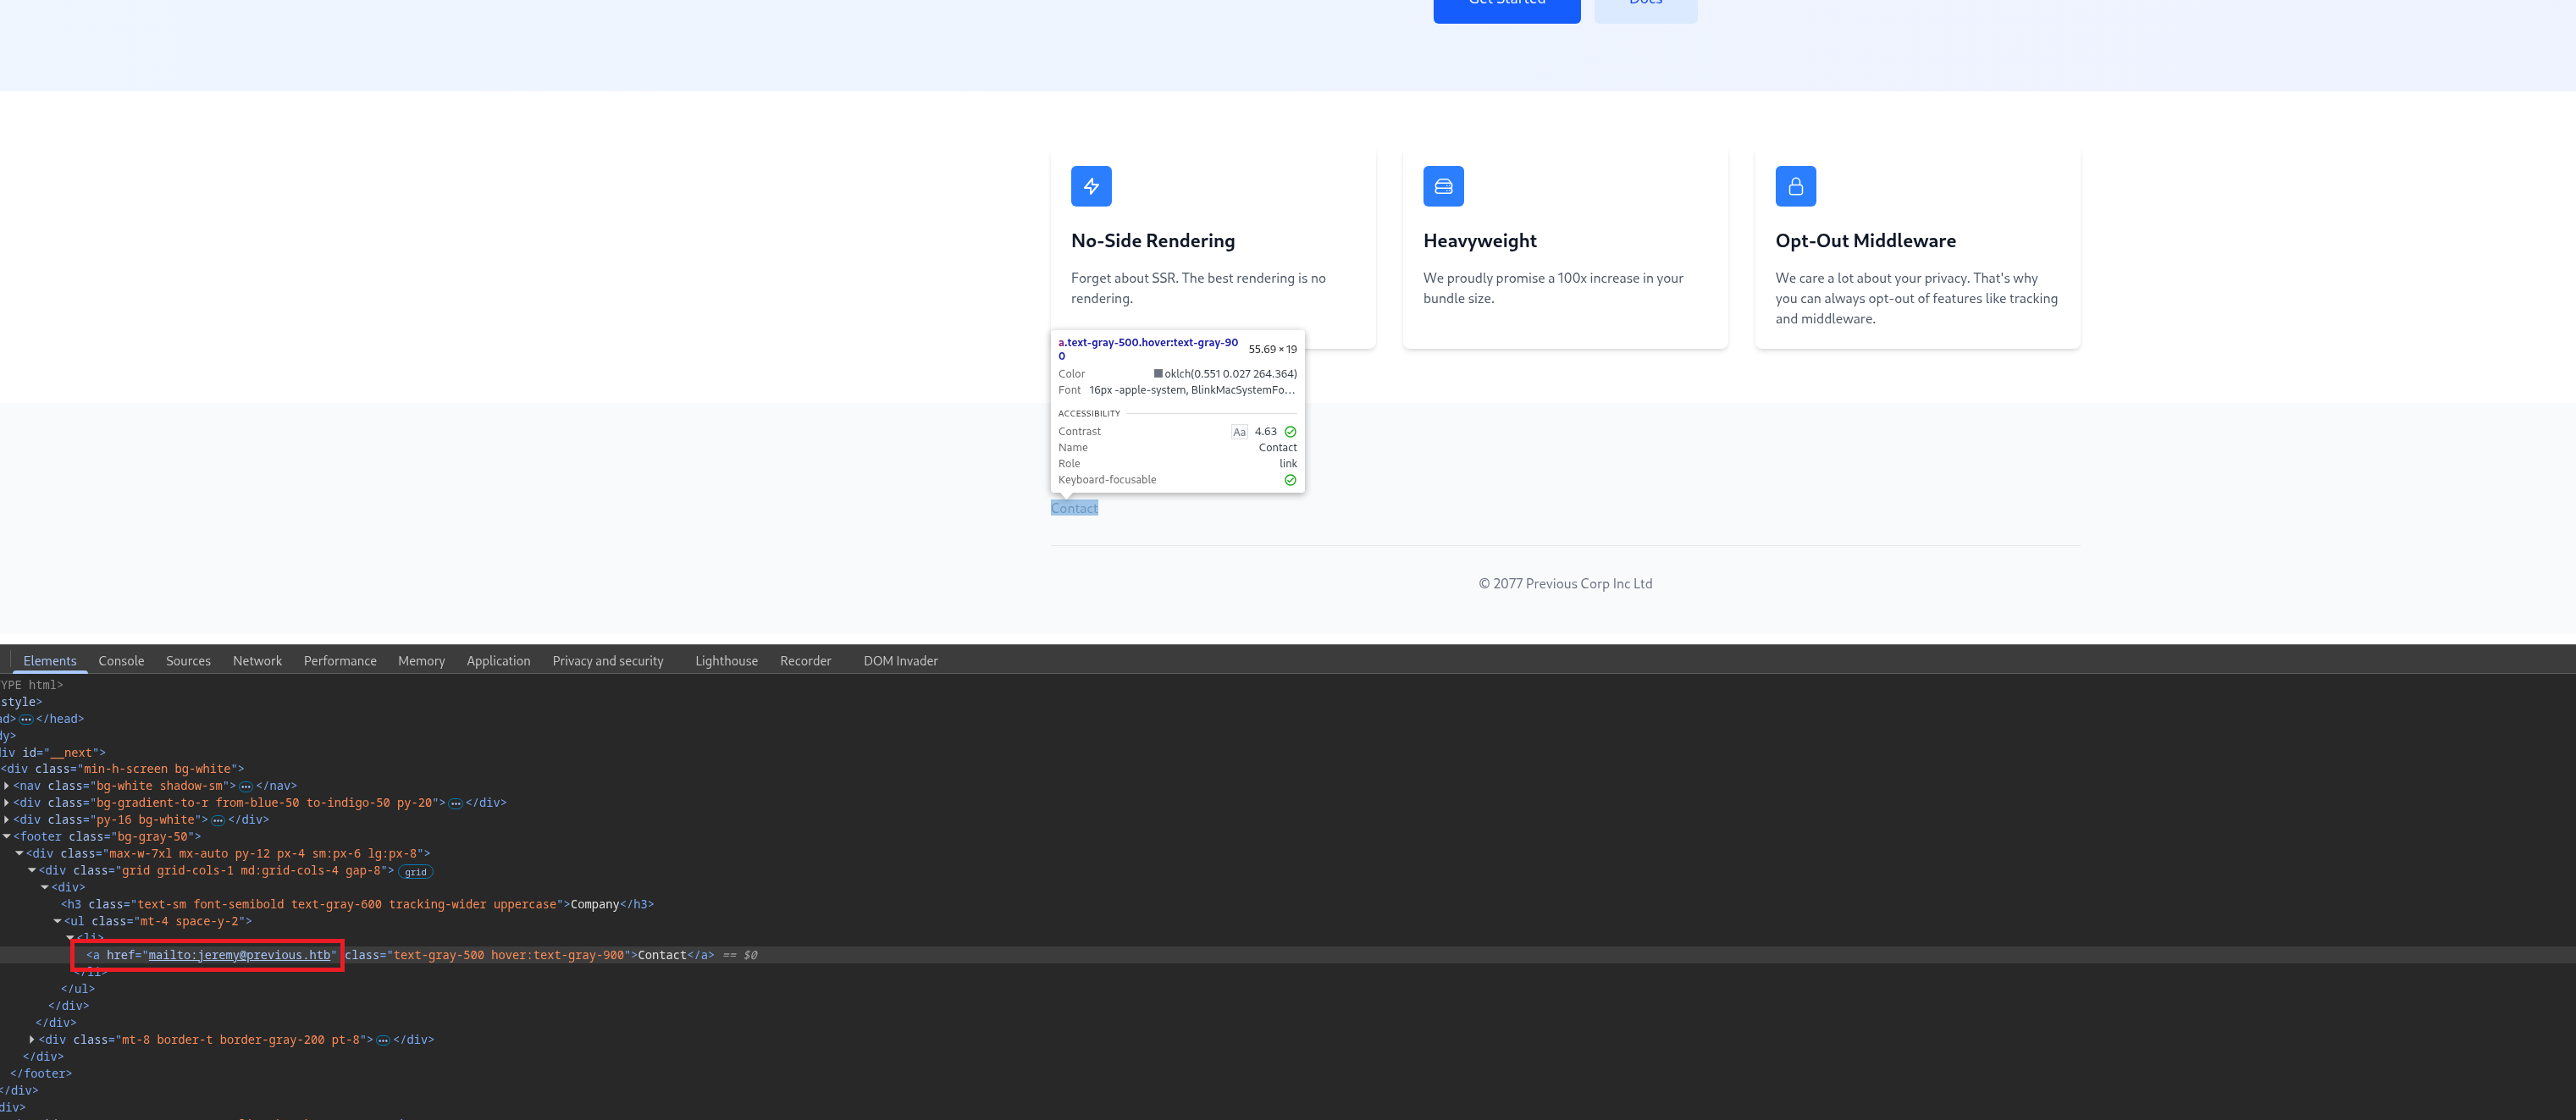 Get Started
Docs
No-Side Rendering
Forget about SSR. The best rendering is no
rendering.
Heavyweight
We proudly promise a 100x increase in your
bundle size.
Opt-Out Middleware
We care a lot about your privacy. That's why
you can always opt-out of features like tracking
and middleware.
a.text-gray-500.hover:text-gray-90
0
55.69 × 19
Color oklch(0.551 0.027 264.364)
Font 16px -apple-system, BlinkMacSystemFo…
ACCESSIBILITY
Contrast Aa 4.63
Name Contact
Role link
Keyboard-focusable
Contact
© 2077 Previous Corp Inc Ltd
Elements Console Sources Network Performance Memory Application Privacy and security Lighthouse Recorder DOM Invader
YPE html>
style>
ad> ••• </head>
dy>
iv id="__next">
<div class="min-h-screen bg-white">
<nav class="bg-white shadow-sm"> ••• </nav>
<div class="bg-gradient-to-r from-blue-50 to-indigo-50 py-20"> ••• </div>
<div class="py-16 bg-white"> ••• </div>
<footer class="bg-gray-50">
<div class="max-w-7xl mx-auto py-12 px-4 sm:px-6 lg:px-8">
<div class="grid grid-cols-1 md:grid-cols-4 gap-8"> grid
<div>
<h3 class="text-sm font-semibold text-gray-600 tracking-wider uppercase">Company</h3>
<ul class="mt-4 space-y-2">
<li>
<a href="mailto:jeremy@previous.htb" class="text-gray-500 hover:text-gray-900">Contact</a> == $0
</li>
</ul>
</div>
</div>
<div class="mt-8 border-t border-gray-200 pt-8"> ••• </div>
</div>
</footer>
</div>
div>